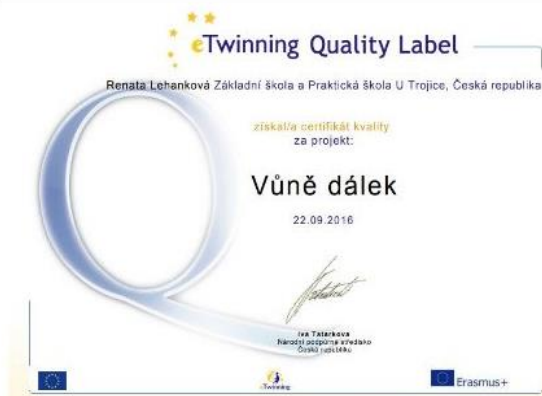 eTwinning Quality Label
Renata Lehanková Základní škola a Praktická škola U Trojice, Česká republika
získal/a certifikát kvality
za projekt:
Vůně dálek
22.09.2016
Iva Tatarkova
Národní podpůrné středisko
Česká republika
eTwinning
Erasmus+